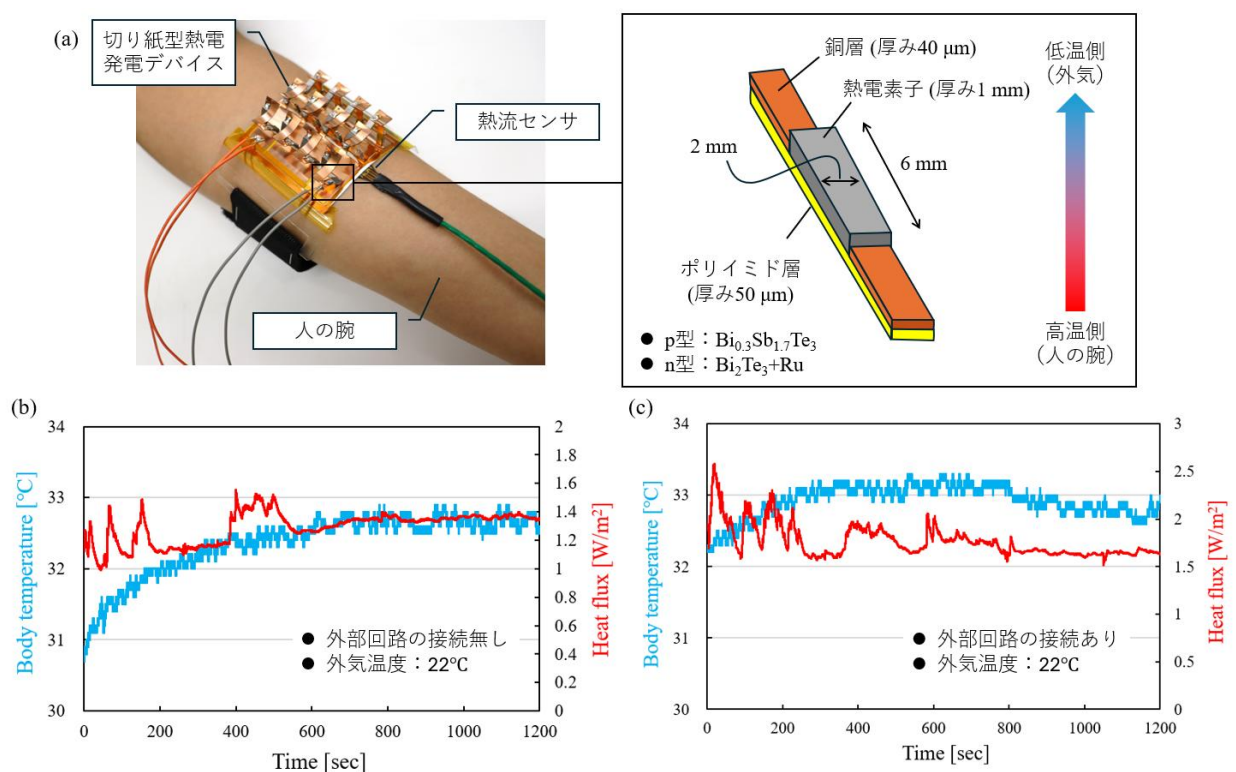 (a)
切り紙型熱電
発電デバイス
熱流センサ
人の腕
銅層 (厚み40 μm)
熱電素子 (厚み1 mm)
2 mm
6 mm
ポリイミド層
(厚み50 μm)
● p型：Bi0.3Sb1.7Te3
● n型：Bi2Te3+Ru
低温側
（外気）
高温側
（人の腕）
(b)
Body temperature [℃]
34
33
32
31
30
2
1.8
1.6
1.4
1.2
1
0.8
0.6
0.4
0.2
0
Heat flux [W/m2]
● 外部回路の接続無し
● 外気温度：22℃
0
200
400
600
800
1000
1200
Time [sec]
(c)
Body temperature [℃]
34
33
32
31
30
3
2.5
2
1.5
1
0.5
0
Heat flux [W/m2]
● 外部回路の接続あり
● 外気温度：22℃
0
200
400
600
800
1000
1200
Time [sec]